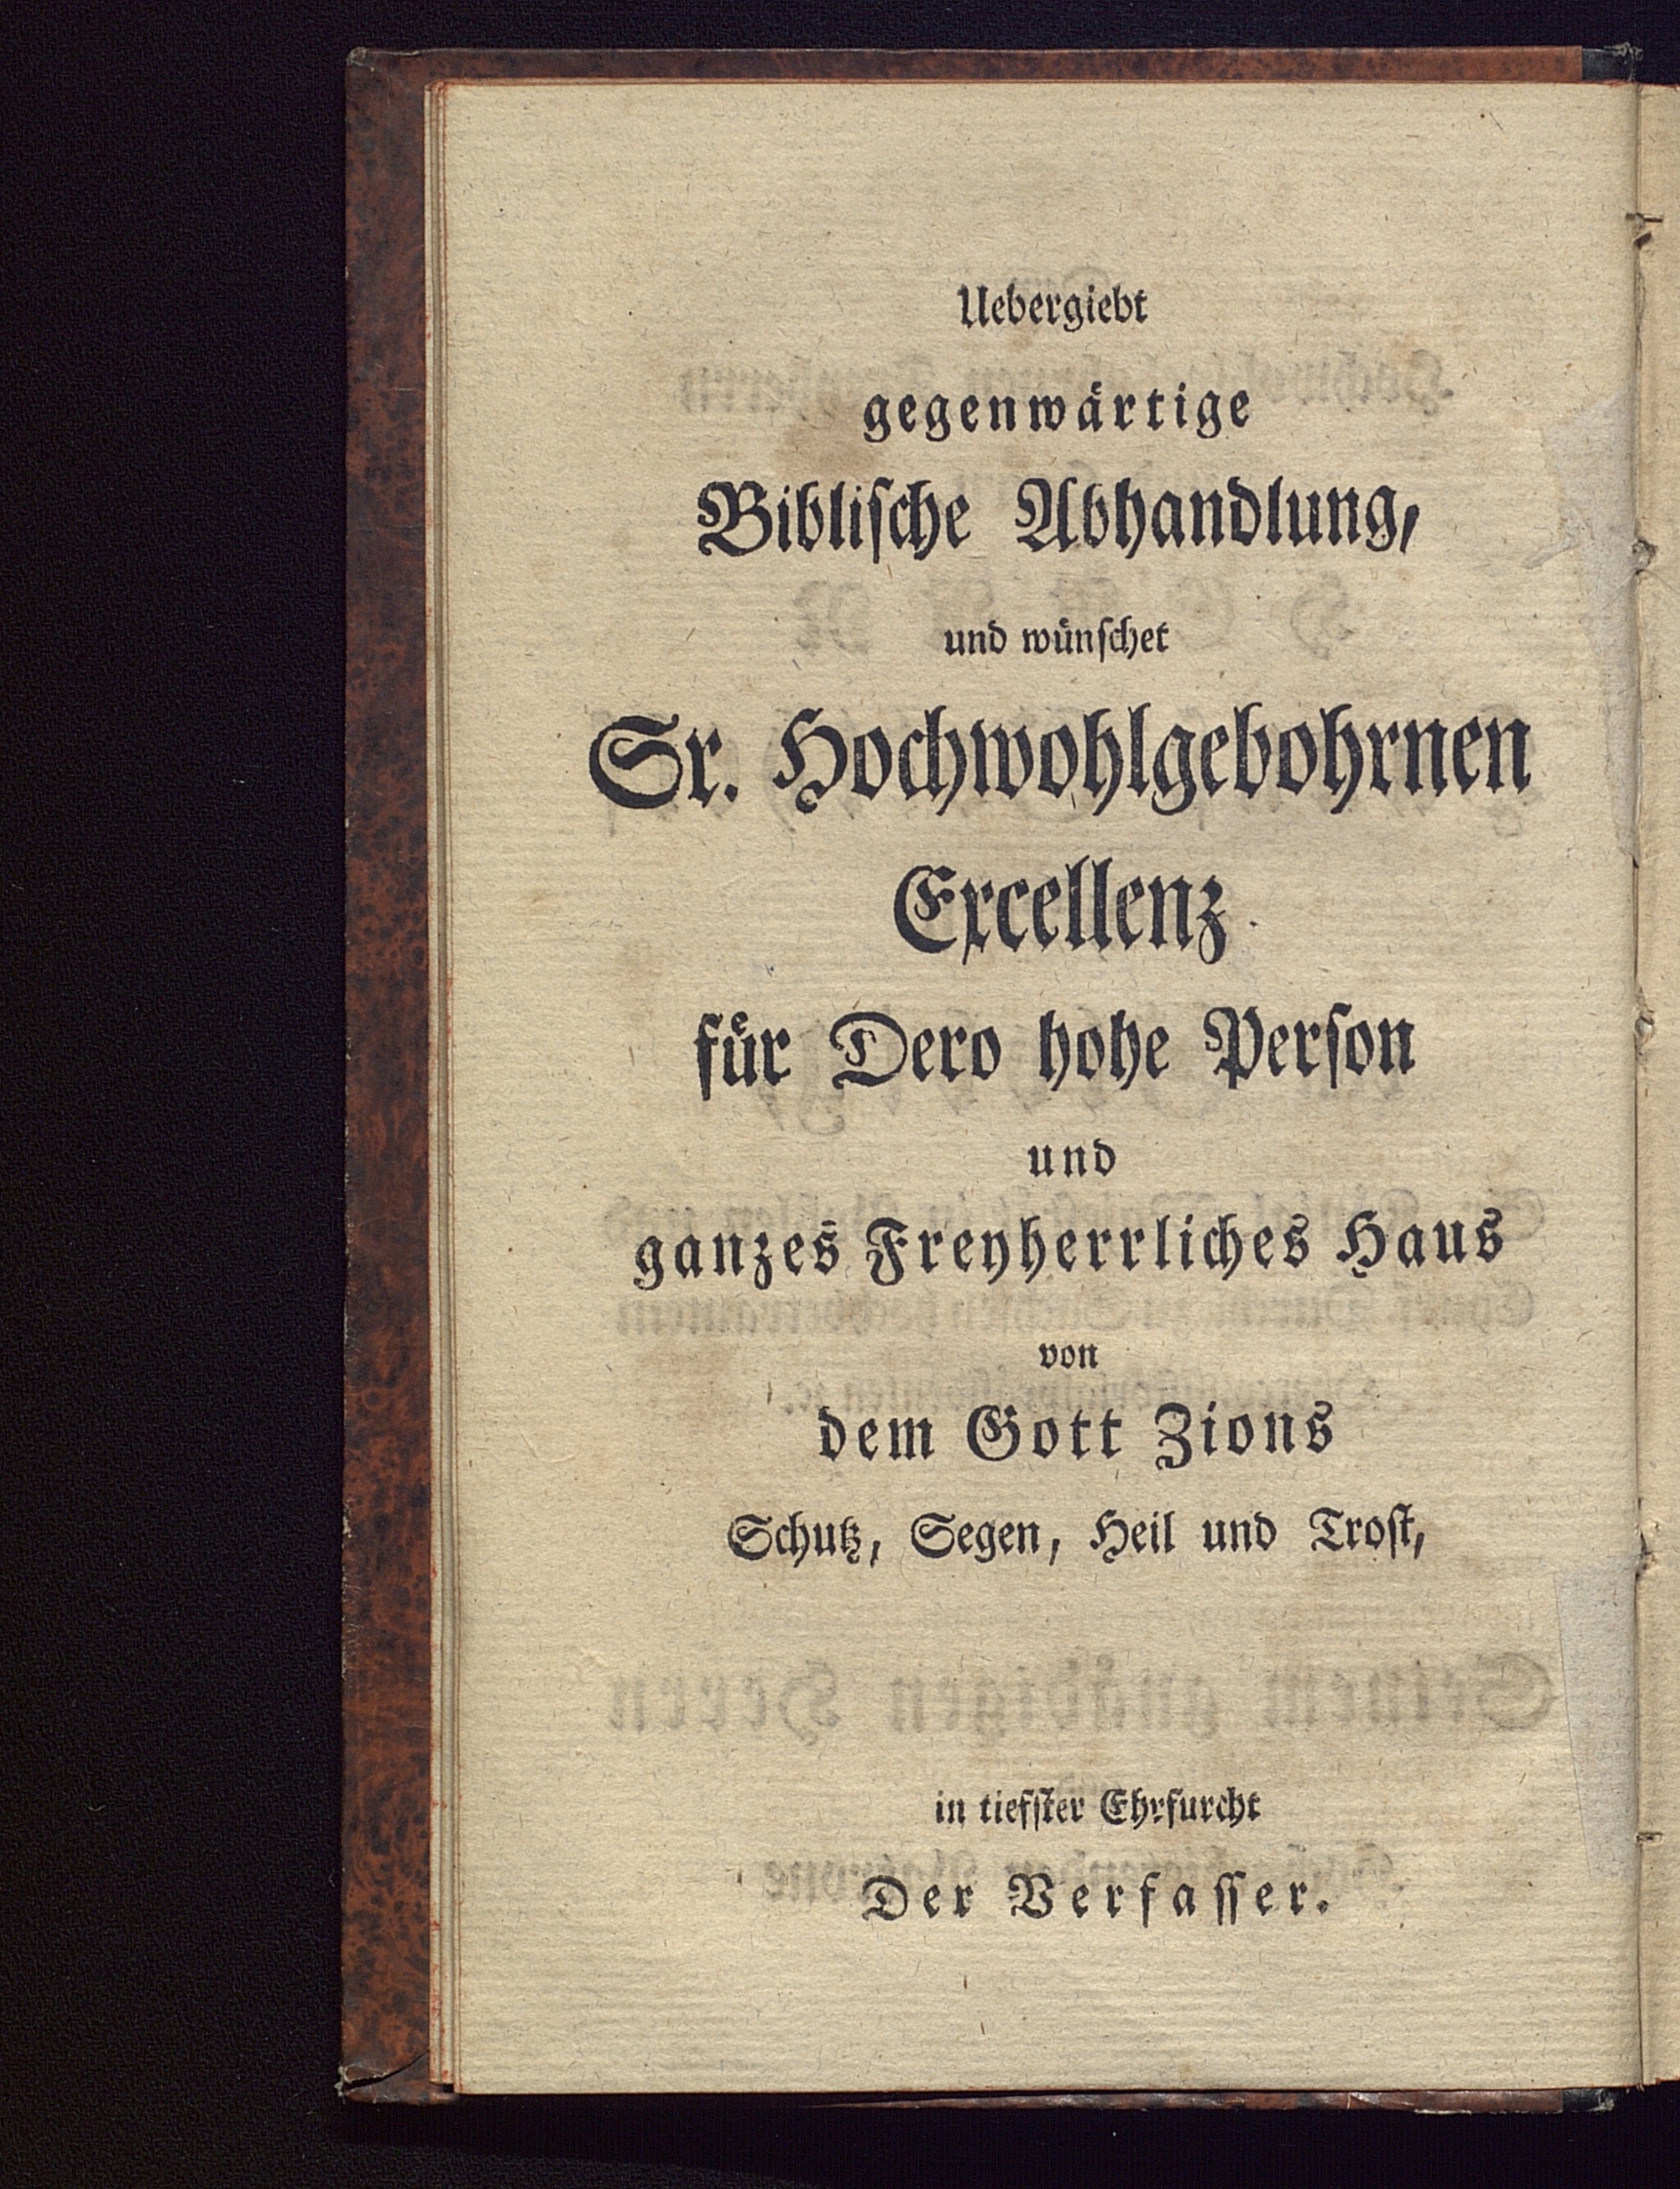 Uebergiebt
gegenwärtige
Bibliſche Abhandlung,
und wünſchet
Sr. Hochwohlgebohrnen
Excellenz
für Dero hohe Perſon
und
ganzes Freyherrliches Haus
von
dem Gott Zions
Schutz, Segen, Heil und Troſt,
in tiefſter Ehrfurcht
Der Verfaſſer.